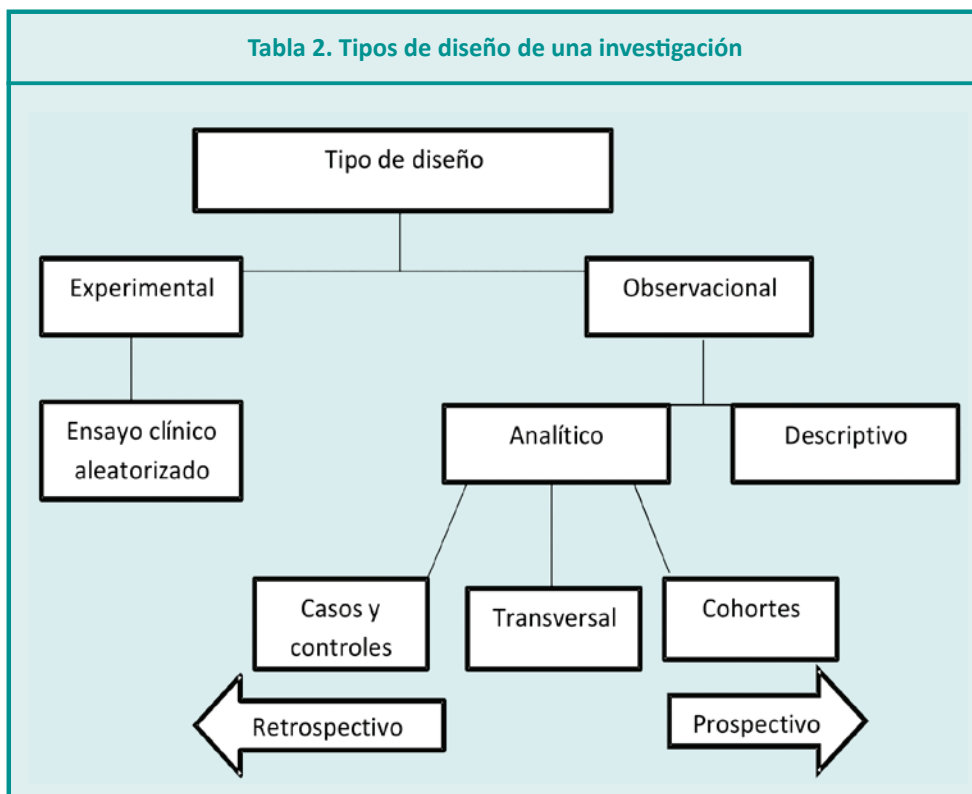 Tabla 2. Tipos de diseño de una investigación
Tipo de diseño
Experimental
Observacional
Ensayo clínico
aleatorizado
Analítico
Descriptivo
Casos y
controles
Transversal
Cohortes
Retrospectivo
Prospectivo